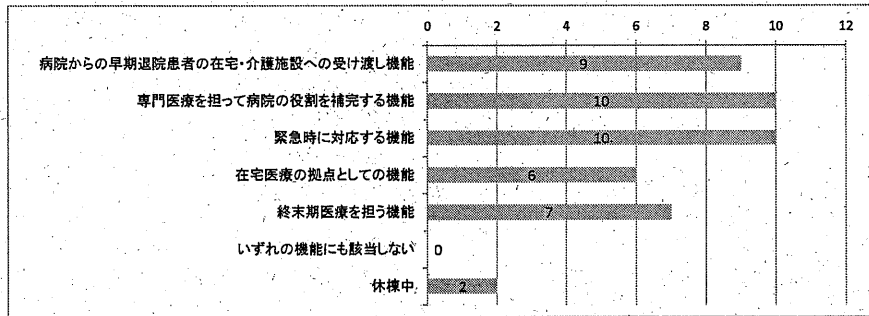 0 2 4 6 8 10 12
病院からの早期退院患者の在宅・介護施設への受け渡し機能 9
専門医療を担って病院の役割を補完する機能 10
緊急時に対応する機能 10
在宅医療の拠点としての機能 6
終末期医療を担う機能 7
いずれの機能にも該当しない 0
休棟中 2